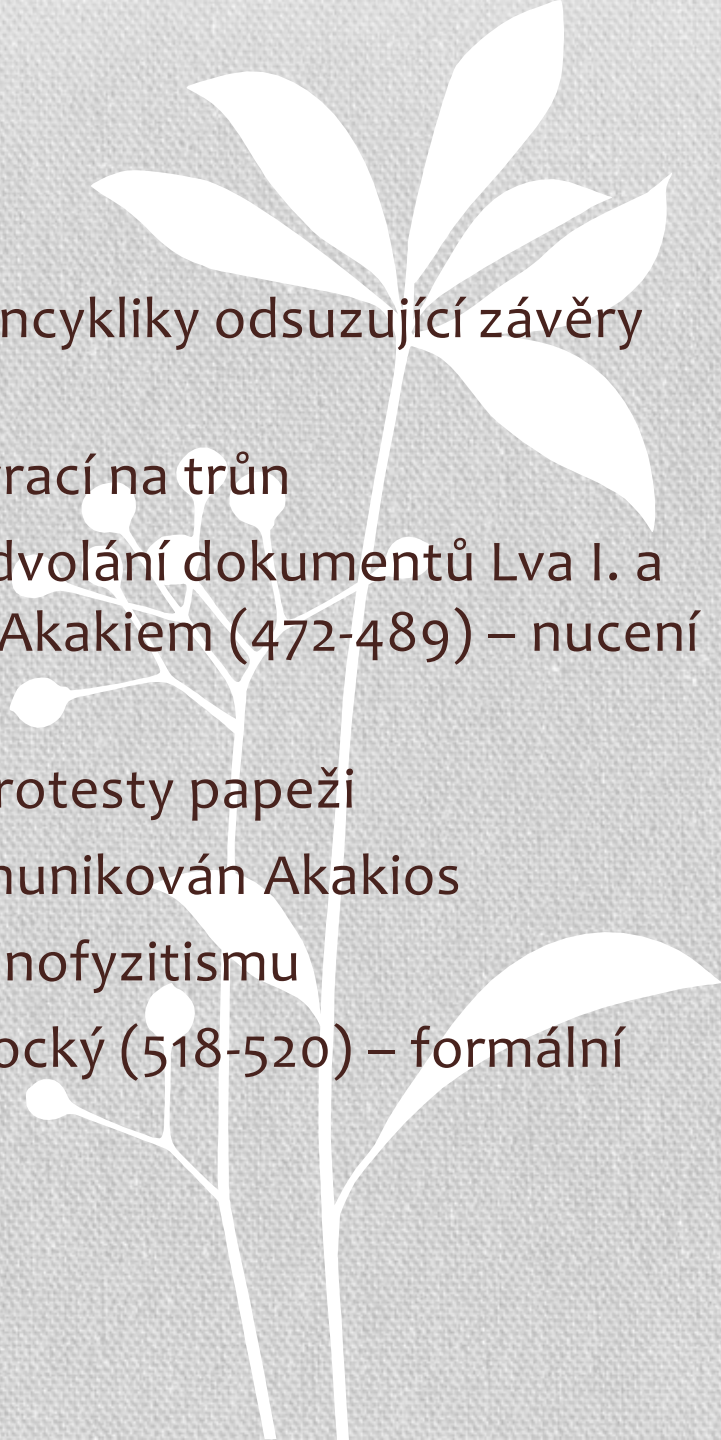 ncykliky odsuzující závěry
rací na trůn
dvolání dokumentů Lva I. a
Akakiem (472-489) – nucení
rotesty papeži
munikován Akakios
nofyzitismu
ocký (518-520) – formální